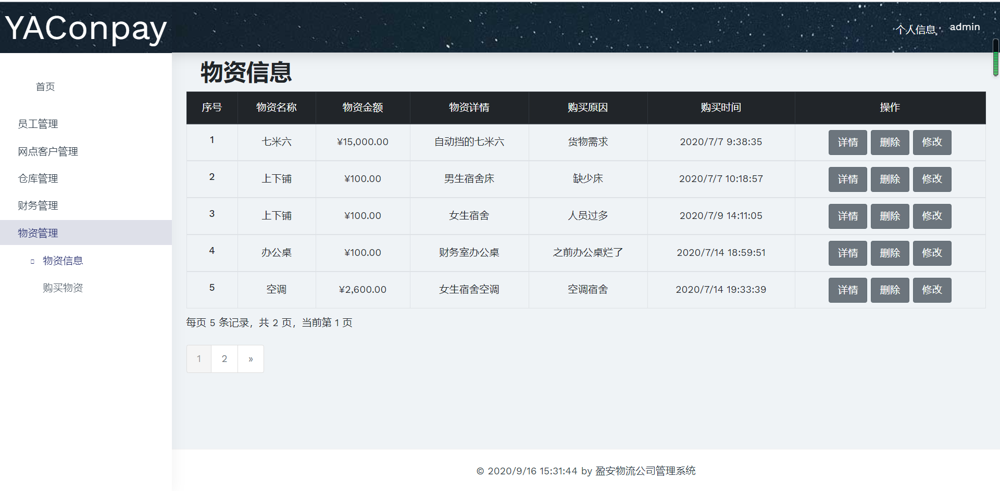 YAConpay
个人信息
admin
首页
员工管理
网点客户管理
仓库管理
财务管理
物资管理
物资信息
购买物资
物资信息
序号 物资名称 物资金额 物资详情 购买原因 购买时间 操作
1 七米六 ¥15,000.00 自动挡的七米六 货物需求 2020/7/7 9:38:35 详情 删除 修改
2 上下铺 ¥100.00 男生宿舍床 缺少床 2020/7/7 10:18:57 详情 删除 修改
3 上下铺 ¥100.00 女生宿舍 人员过多 2020/7/9 14:11:05 详情 删除 修改
4 办公桌 ¥100.00 财务室办公桌 之前办公桌烂了 2020/7/14 18:59:51 详情 删除 修改
5 空调 ¥2,600.00 女生宿舍空调 空调宿舍 2020/7/14 19:33:39 详情 删除 修改
每页 5 条记录，共 2 页，当前第 1 页
1 2 »
© 2020/9/16 15:31:44 by 盈安物流公司管理系统